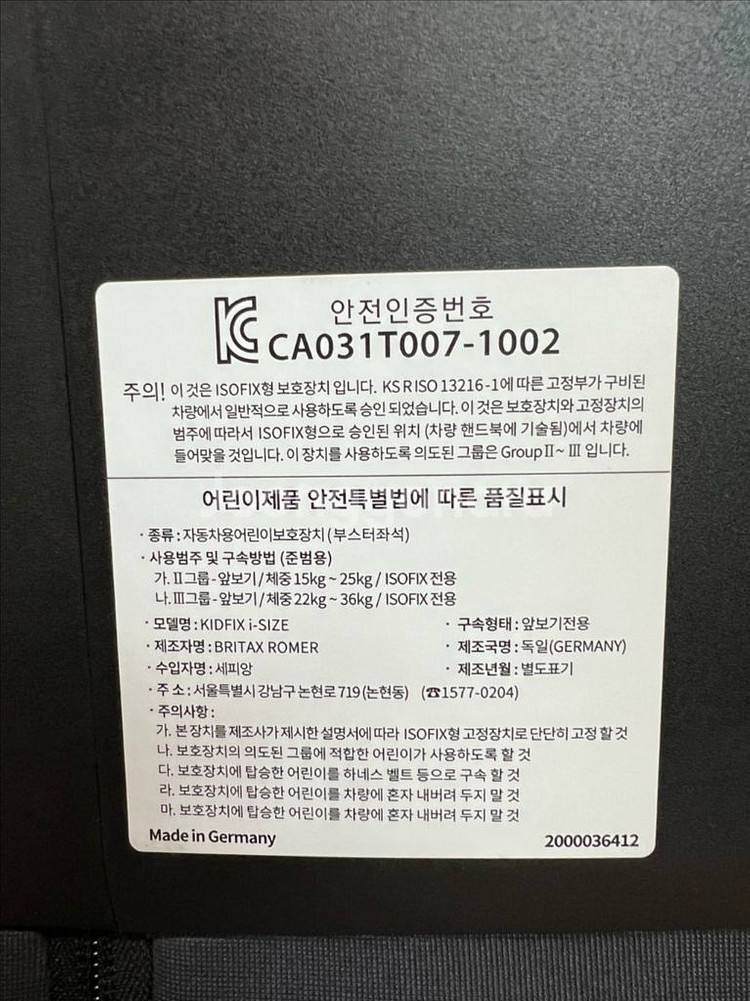 KC 안전인증번호
CA031T007-1002
주의! 이 것은 ISOFIX형 보호장치 입니다. KS R ISO 13216-1에 따른 고정부가 구비된
차량에서 일반적으로 사용하도록 승인 되었습니다. 이 것은 보호장치와 고정장치의
범주에 따라서 ISOFIX형으로 승인된 위치 (차량 핸드북에 기술됨)에서 차량에
들어맞을 것입니다. 이 장치를 사용하도록 의도된 그룹은 Group II ~ III 입니다.
어린이제품 안전특별법에 따른 품질표시
· 종류 : 자동차용어린이보호장치 (부스터좌석)
· 사용범주 및 구속방법 (준범용)
가. II그룹 - 앞보기 / 체중 15kg ~ 25kg / ISOFIX 전용
나. III그룹 - 앞보기 / 체중 22kg ~ 36kg / ISOFIX 전용
· 모델명 : KIDFIX i-SIZE · 구속형태 : 앞보기전용
· 제조자명 : BRITAX ROMER · 제조국명 : 독일(GERMANY)
· 수입자명 : 세피앙 · 제조년월 : 별도표기
· 주 소 : 서울특별시 강남구 논현로 719 (논현동) (☎1577-0204)
· 주의사항 :
가. 본 장치를 제조사가 제시한 설명서에 따라 ISOFIX형 고정장치로 단단히 고정 할 것
나. 보호장치의 의도된 그룹에 적합한 어린이가 사용하도록 할 것
다. 보호장치에 탑승한 어린이를 하네스 벨트 등으로 구속 할 것
라. 보호장치에 탑승한 어린이를 차량에 혼자 내버려 두지 말 것
마. 보호장치에 탑승한 어린이를 차량에 혼자 내버려 두지 말 것
Made in Germany 2000036412